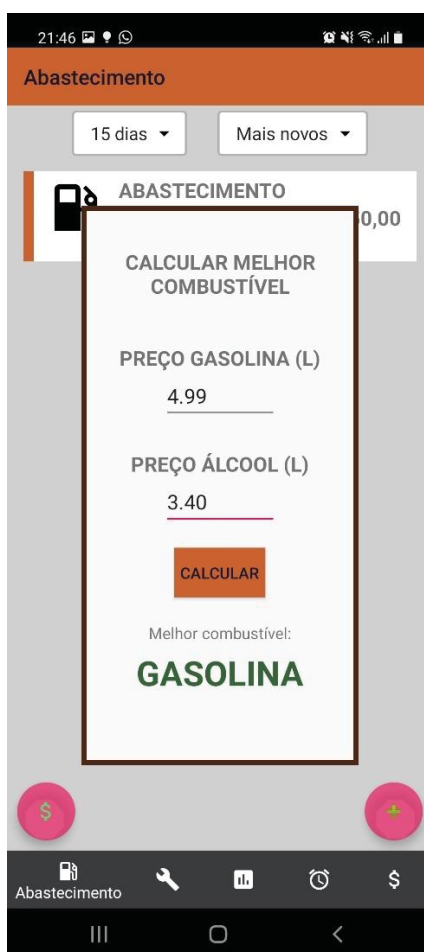 21:46
Abastecimento
15 dias
Mais novos
ABASTECIMENTO
0,00
CALCULAR MELHOR
COMBUSTÍVEL
PREÇO GASOLINA (L)
4.99
PREÇO ÁLCOOL (L)
3.40
CALCULAR
Melhor combustível:
GASOLINA
$
Abastecimento
$